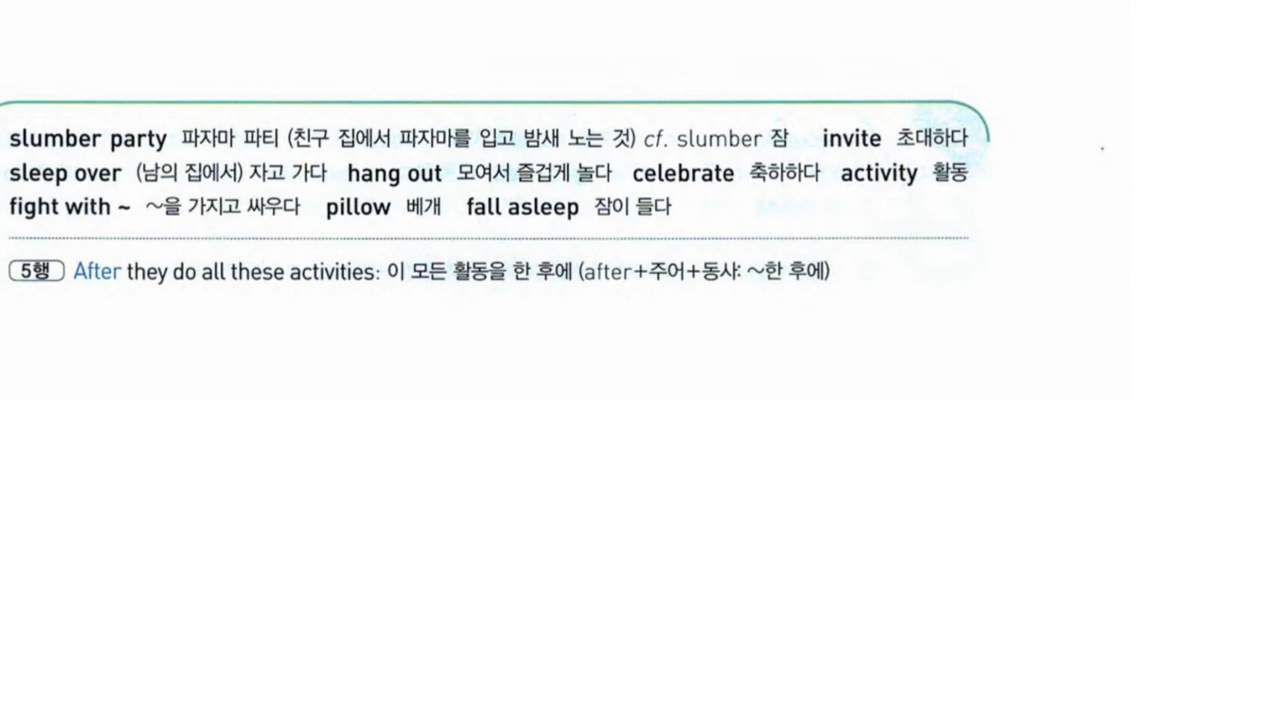 slumber party 파자마 파티 (친구 집에서 파자마를 입고 밤새 노는 것) cf. slumber 잠 invite 초대하다
sleep over (남의 집에서) 자고 가다 hang out 모여서 즐겁게 놀다 celebrate 축하하다 activity 활동
fight with ~ ~을 가지고 싸우다 pillow 베개 fall asleep 잠이 들다
5행 After they do all these activities: 이 모든 활동을 한 후에 (after+주어+동사: ~한 후에)